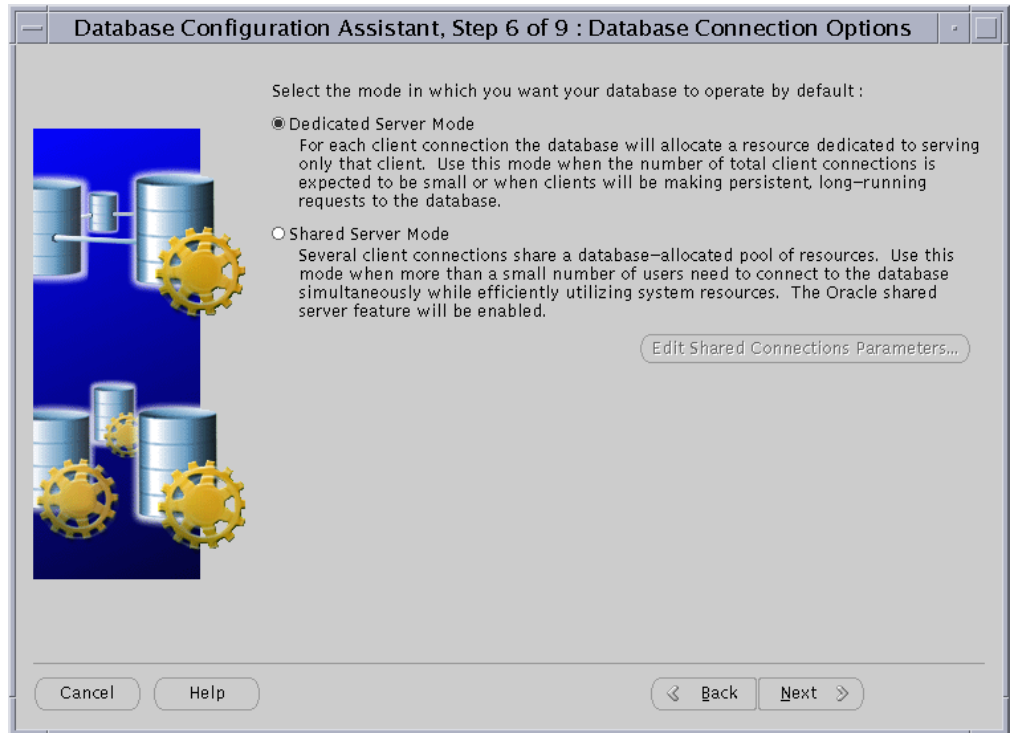 Database Configuration Assistant, Step 6 of 9 : Database Connection Options
Select the mode in which you want your database to operate by default :
Dedicated Server Mode
For each client connection the database will allocate a resource dedicated to serving
only that client. Use this mode when the number of total client connections is
expected to be small or when clients will be making persistent, long-running
requests to the database.
Shared Server Mode
Several client connections share a database-allocated pool of resources. Use this
mode when more than a small number of users need to connect to the database
simultaneously while efficiently utilizing system resources. The Oracle shared
server feature will be enabled.
Edit Shared Connections Parameters...
Cancel Help Back Next